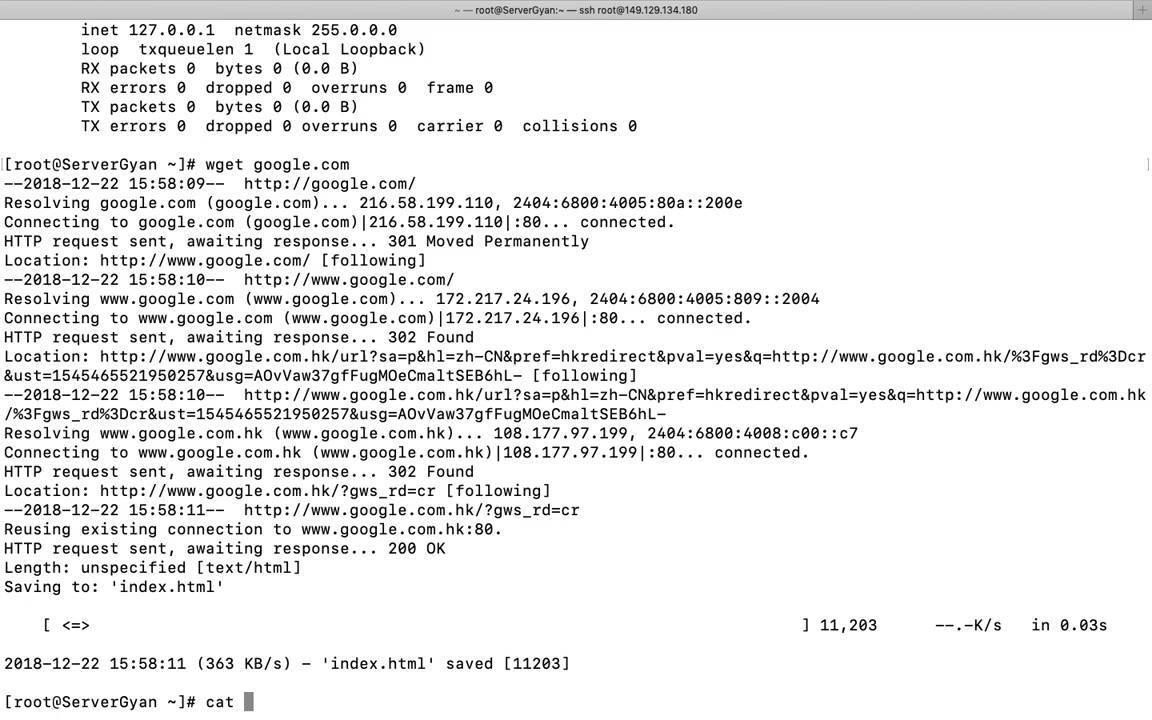 ~ — root@ServerGyan:~ — ssh root@149.129.134.180
inet 127.0.0.1  netmask 255.0.0.0
loop  txqueuelen 1  (Local Loopback)
RX packets 0  bytes 0 (0.0 B)
RX errors 0  dropped 0  overruns 0  frame 0
TX packets 0  bytes 0 (0.0 B)
TX errors 0  dropped 0 overruns 0  carrier 0  collisions 0
[root@ServerGyan ~]# wget google.com
--2018-12-22 15:58:09--  http://google.com/
Resolving google.com (google.com)... 216.58.199.110, 2404:6800:4005:80a::200e
Connecting to google.com (google.com)|216.58.199.110|:80... connected.
HTTP request sent, awaiting response... 301 Moved Permanently
Location: http://www.google.com/ [following]
--2018-12-22 15:58:10--  http://www.google.com/
Resolving www.google.com (www.google.com)... 172.217.24.196, 2404:6800:4005:809::2004
Connecting to www.google.com (www.google.com)|172.217.24.196|:80... connected.
HTTP request sent, awaiting response... 302 Found
Location: http://www.google.com.hk/url?sa=p&hl=zh-CN&pref=hkredirect&pval=yes&q=http://www.google.com.hk/%3Fgws_rd%3Dcr
&ust=1545465521950257&usg=AOvVaw37gfFugMOeCmaltSEB6hL- [following]
--2018-12-22 15:58:10--  http://www.google.com.hk/url?sa=p&hl=zh-CN&pref=hkredirect&pval=yes&q=http://www.google.com.hk
/%3Fgws_rd%3Dcr&ust=1545465521950257&usg=AOvVaw37gfFugMOeCmaltSEB6hL-
Resolving www.google.com.hk (www.google.com.hk)... 108.177.97.199, 2404:6800:4008:c00::c7
Connecting to www.google.com.hk (www.google.com.hk)|108.177.97.199|:80... connected.
HTTP request sent, awaiting response... 302 Found
Location: http://www.google.com.hk/?gws_rd=cr [following]
--2018-12-22 15:58:11--  http://www.google.com.hk/?gws_rd=cr
Reusing existing connection to www.google.com.hk:80.
HTTP request sent, awaiting response... 200 OK
Length: unspecified [text/html]
Saving to: 'index.html'
[ <=> ] 11,203      --.-K/s   in 0.03s
2018-12-22 15:58:11 (363 KB/s) - 'index.html' saved [11203]
[root@ServerGyan ~]# cat